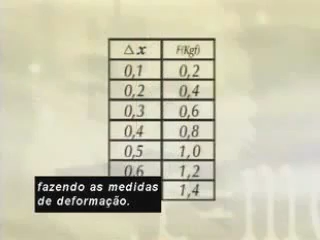 Δx F(Kgf)
0,1 0,2
0,2 0,4
0,3 0,6
0,4 0,8
0,5 1,0
0,6 1,2
1,4
fazendo as medidas
de deformação.